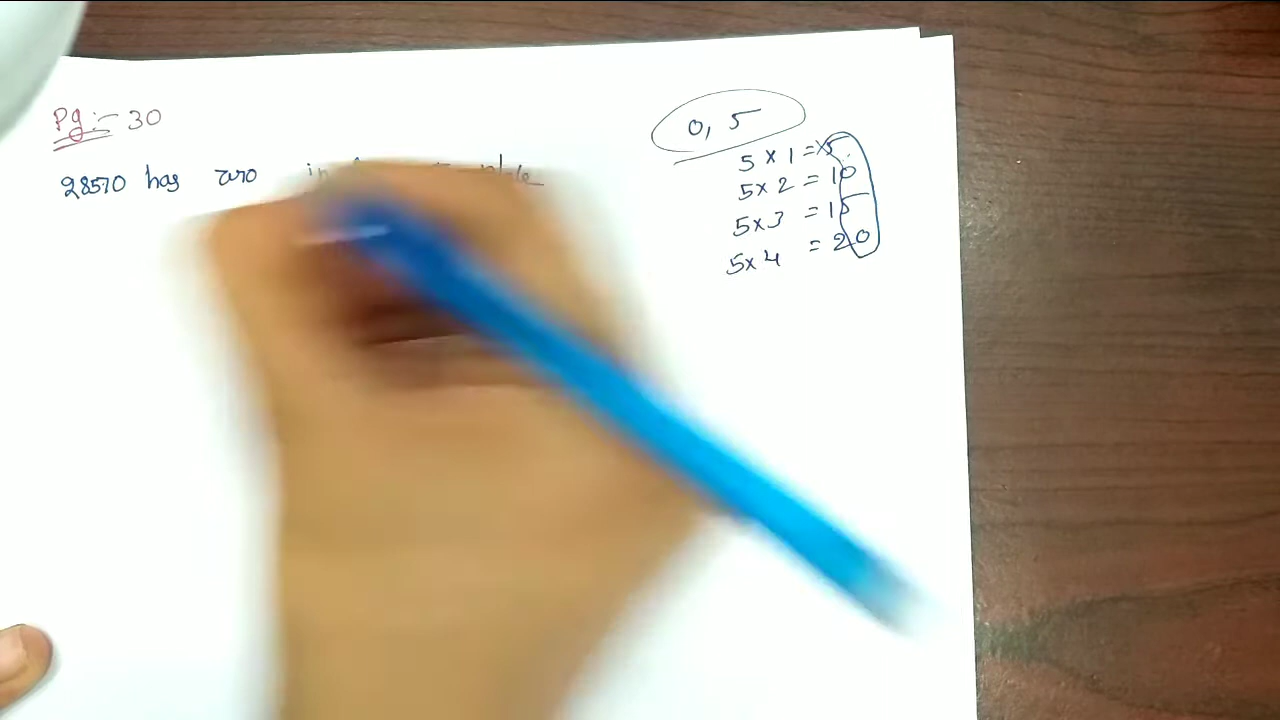 Pg:- 30
28570 has zero in
0, 5
5 x 1 = 5
5 x 2 = 10
5 x 3 = 15
5 x 4 = 20